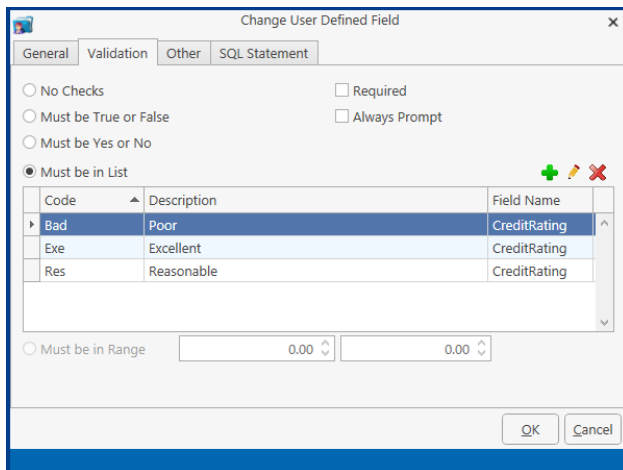 Change User Defined Field
General Validation Other SQL Statement
No Checks Required
Must be True or False Always Prompt
Must be Yes or No
Must be in List
Code Description Field Name
Bad Poor CreditRating
Exe Excellent CreditRating
Res Reasonable CreditRating
Must be in Range 0.00 0.00
OK Cancel